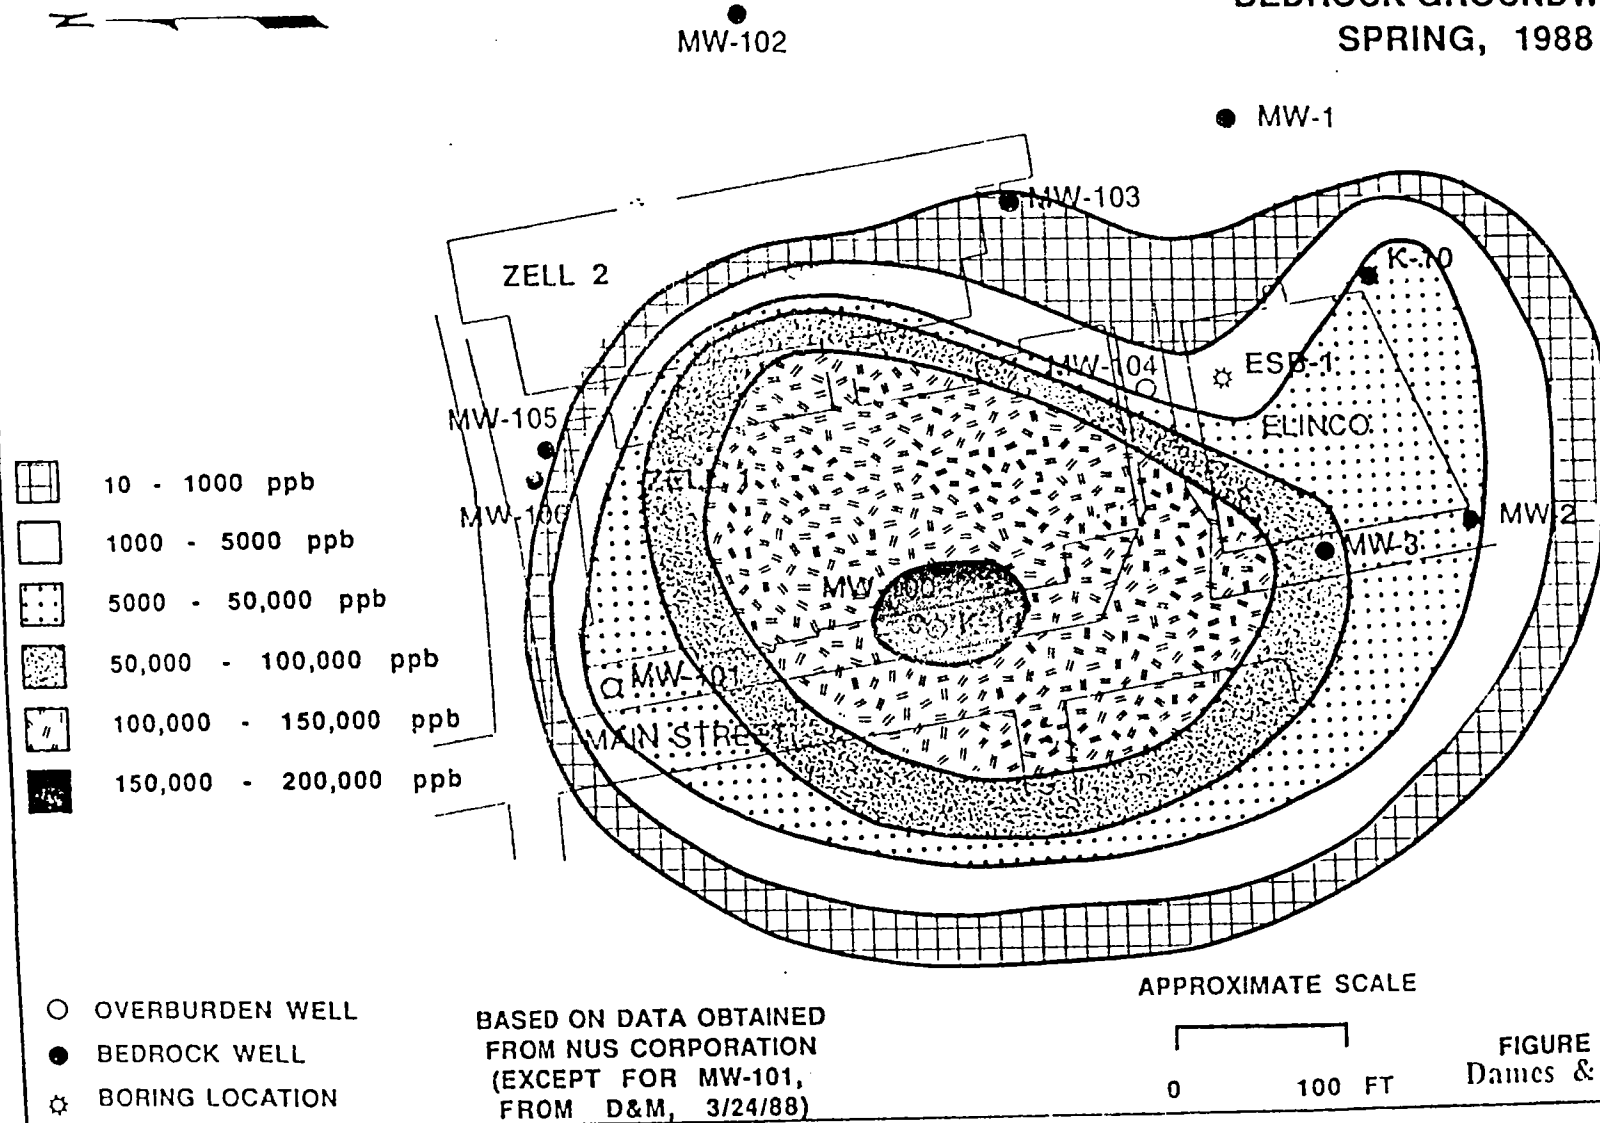 N
MW-102
SPRING, 1988
MW-1
MW-103
ZELL 2
K-10
MW-104
ESB-1
MW-105
ELINCO
MW-106
MW-2
MW-3
MW-100
MW-101
MAIN STREET
10 - 1000 ppb
1000 - 5000 ppb
5000 - 50,000 ppb
50,000 - 100,000 ppb
100,000 - 150,000 ppb
150,000 - 200,000 ppb
OVERBURDEN WELL
BEDROCK WELL
BORING LOCATION
BASED ON DATA OBTAINED
FROM NUS CORPORATION
(EXCEPT FOR MW-101,
FROM D&M, 3/24/88)
APPROXIMATE SCALE
0 100 FT
FIGURE
Dames &